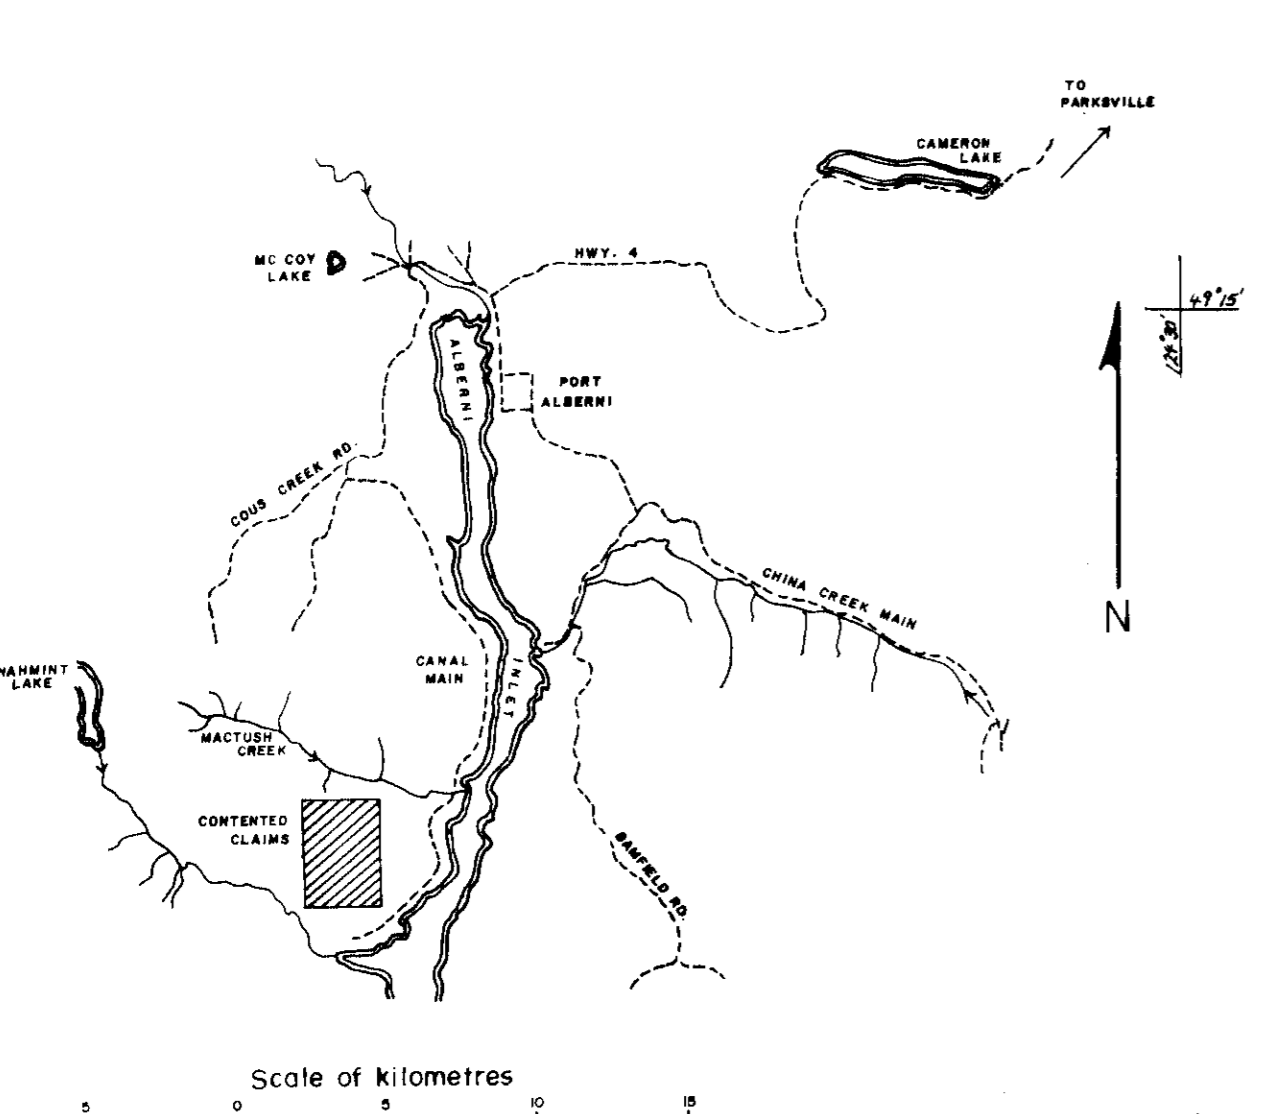 TO
PARKSVILLE
CAMERON
LAKE
MC COY
LAKE
HWY. 4
49°15'
124°30'
ALBERNI
PORT
ALBERNI
COUS CREEK RD.
CHINA CREEK MAIN
N
NAHMINT
LAKE
CANAL
MAIN
INLET
MACTUSH
CREEK
CONTENTED
CLAIMS
BAMFIELD RD.
Scale of kilometres
5 0 5 10 15